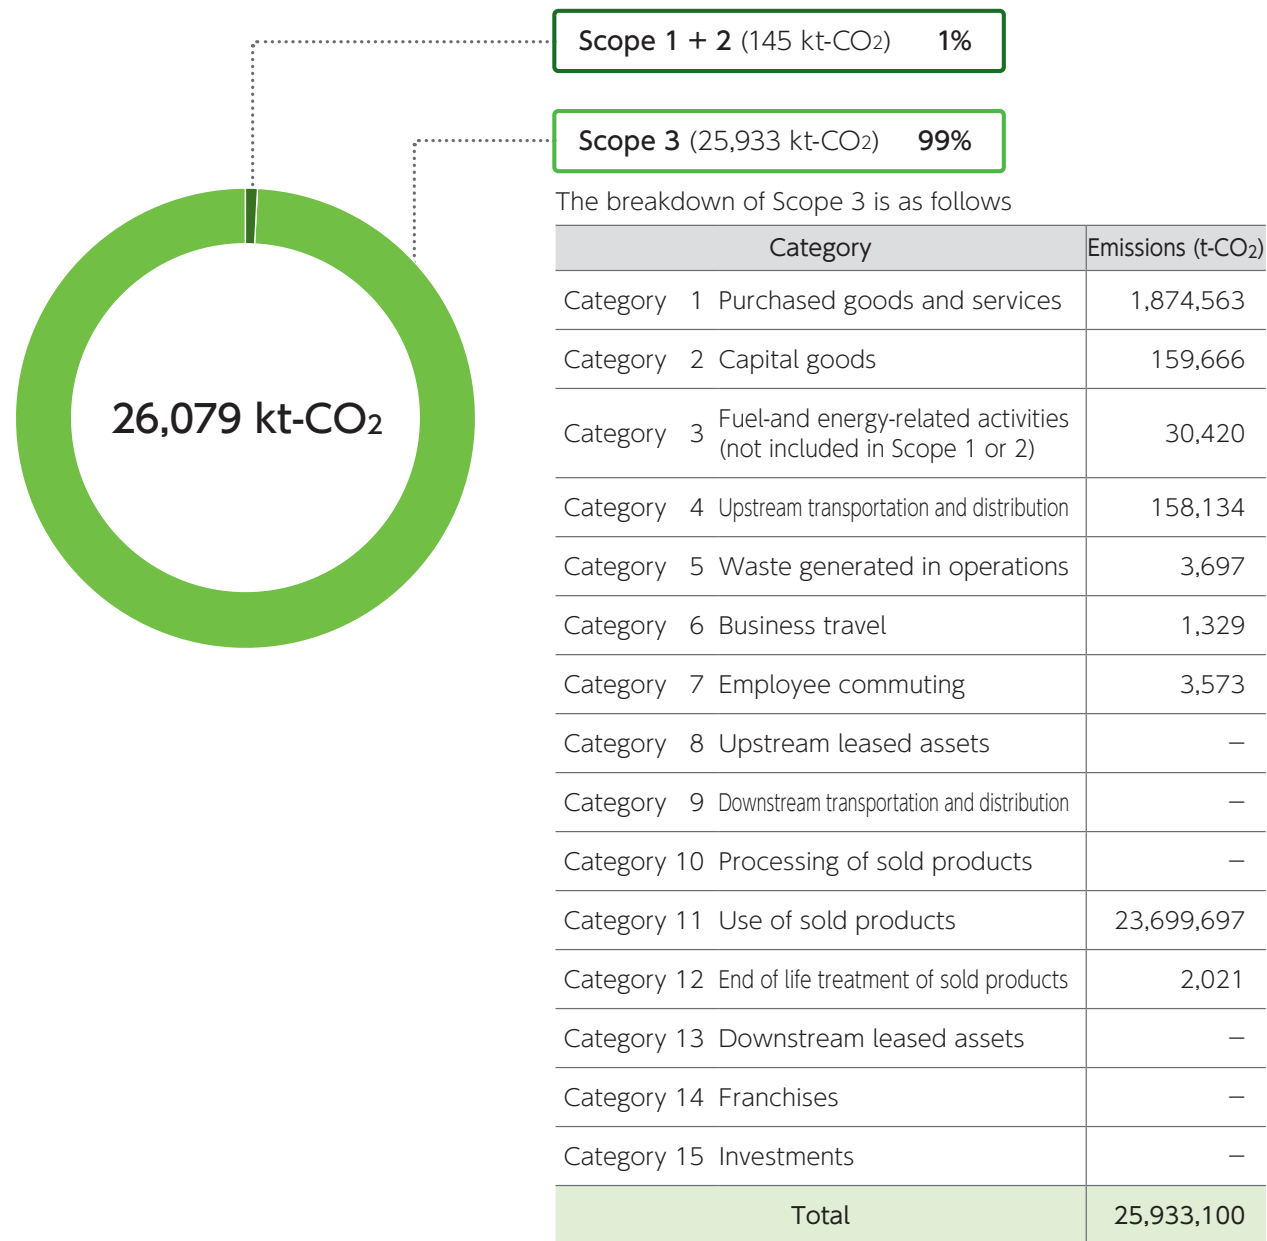 Scope 1 + 2 (145 kt-CO2) 1%
Scope 3 (25,933 kt-CO2) 99%
26,079 kt-CO2
The breakdown of Scope 3 is as follows
Category Emissions (t-CO2)
Category 1 Purchased goods and services 1,874,563
Category 2 Capital goods 159,666
Category 3 Fuel-and energy-related activities
(not included in Scope 1 or 2) 30,420
Category 4 Upstream transportation and distribution 158,134
Category 5 Waste generated in operations 3,697
Category 6 Business travel 1,329
Category 7 Employee commuting 3,573
Category 8 Upstream leased assets –
Category 9 Downstream transportation and distribution –
Category 10 Processing of sold products –
Category 11 Use of sold products 23,699,697
Category 12 End of life treatment of sold products 2,021
Category 13 Downstream leased assets –
Category 14 Franchises –
Category 15 Investments –
Total 25,933,100